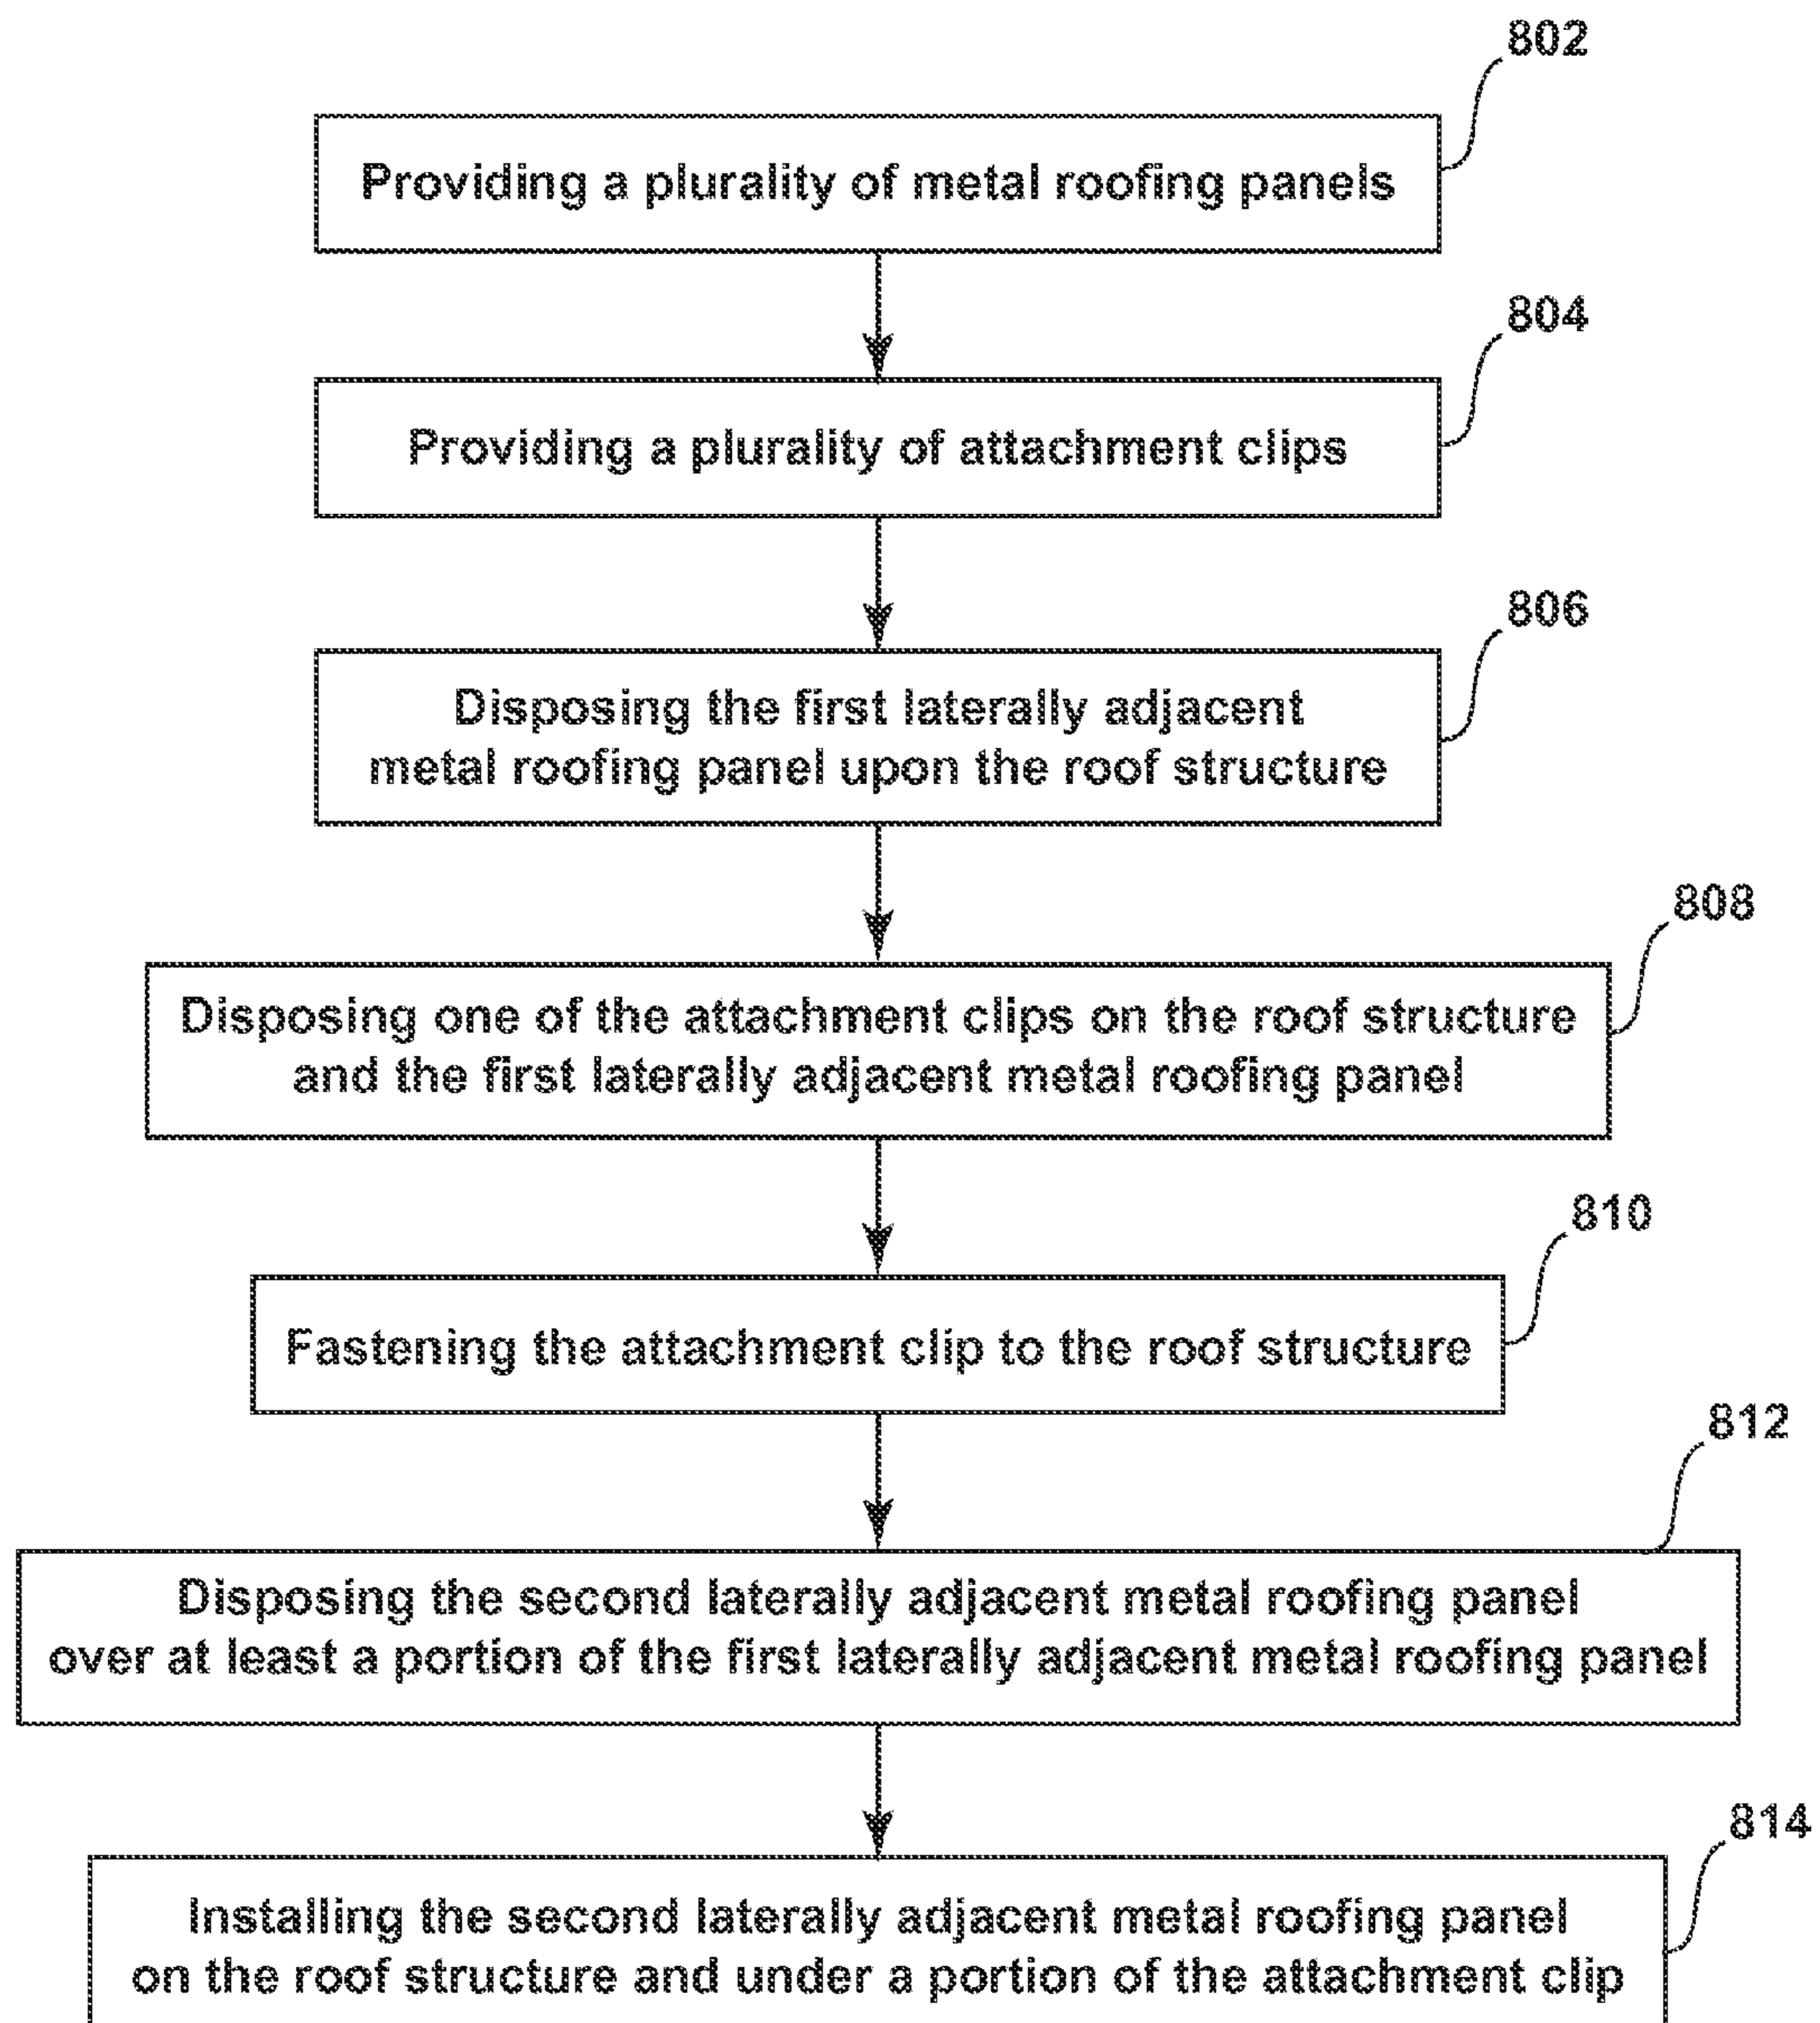 802
Providing a plurality of metal roofing panels
804
Providing a plurality of attachment clips
806
Disposing the first laterally adjacent
metal roofing panel upon the roof structure
808
Disposing one of the attachment clips on the roof structure
and the first laterally adjacent metal roofing panel
810
Fastening the attachment clip to the roof structure
812
Disposing the second laterally adjacent metal roofing panel
over at least a portion of the first laterally adjacent metal roofing panel
814
Installing the second laterally adjacent metal roofing panel
on the roof structure and under a portion of the attachment clip